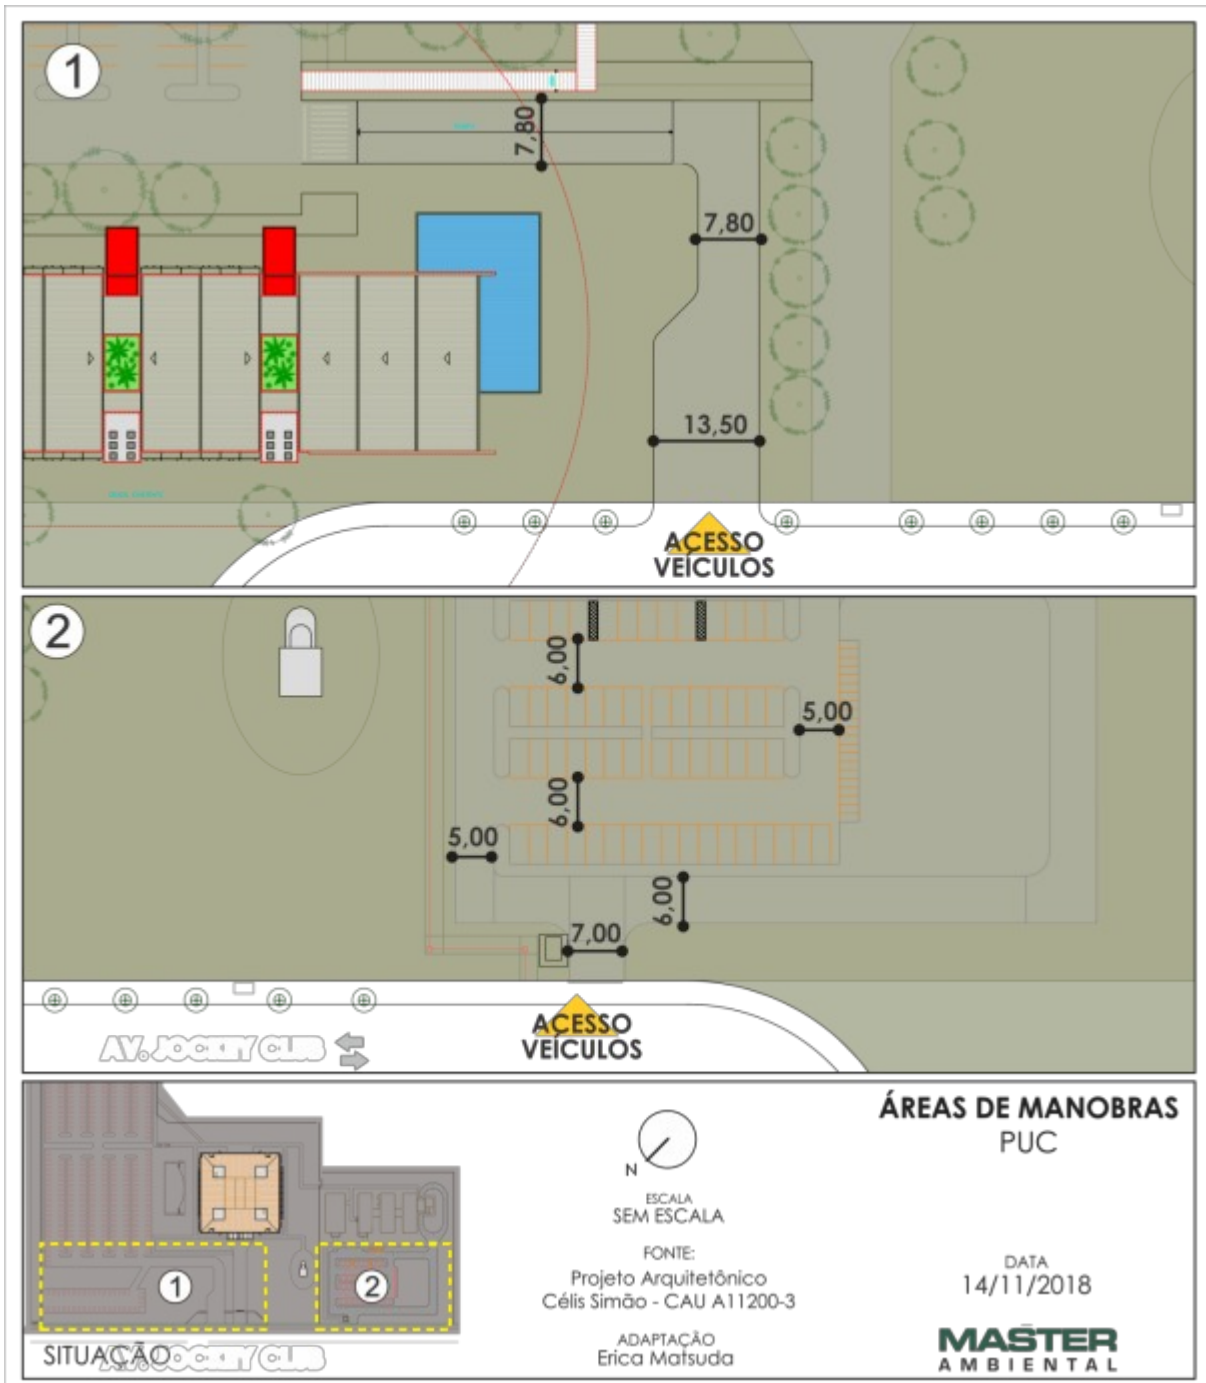 1
7,80
7,80
13,50
ACESSO
VEÍCULOS
2
6,00
5,00
6,00
5,00
6,00
7,00
ACESSO
VEÍCULOS
AV. JOCKEY CLUB
ÁREAS DE MANOBRAS
PUC
N
ESCALA
SEM ESCALA
FONTE:
Projeto Arquitetônico
Célis Simão - CAU A11200-3
ADAPTAÇÃO
Erica Matsuda
DATA
14/11/2018
MASTER
AMBIENTAL
1
2
SITUAÇÃO
AV. JOCKEY CLUB